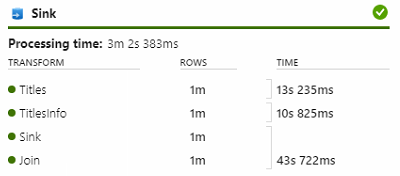 Sink
Processing time: 3m 2s 383ms
TRANSFORM ROWS TIME
Titles 1m 13s 235ms
TitlesInfo 1m 10s 825ms
Sink 1m
Join 1m 43s 722ms